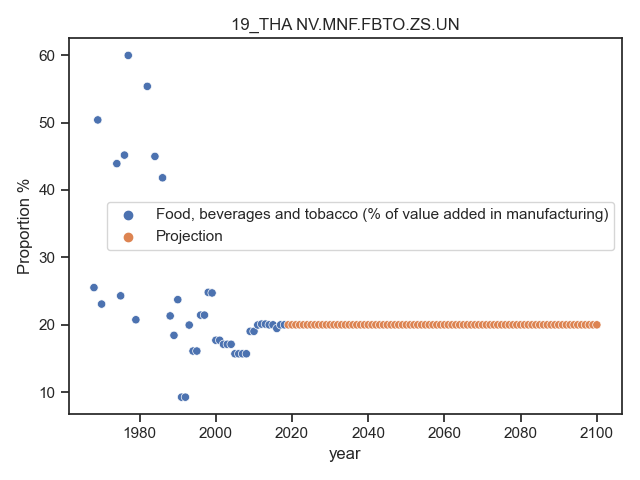 19_THA NV.MNF.FBTO.ZS.UN
60
50
40
30
20
10
Proportion %
Food, beverages and tobacco (% of value added in manufacturing)
Projection
1980 2000 2020 2040 2060 2080 2100
year